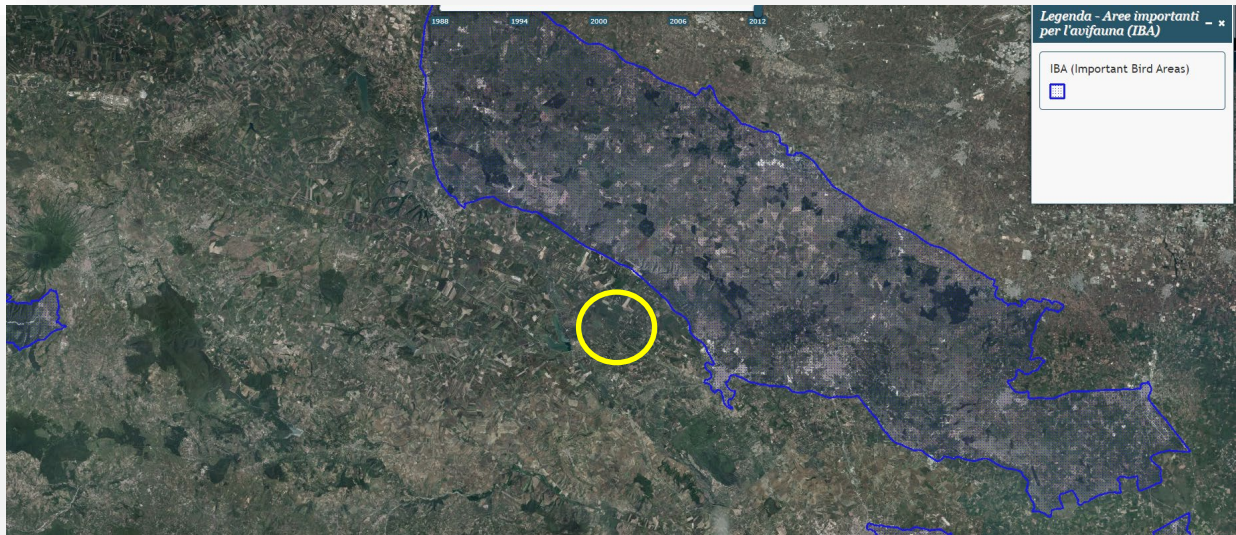 1988 1994 2000 2006 2012
Legenda - Aree importanti
per l'avifauna (IBA)
IBA (Important Bird Areas)